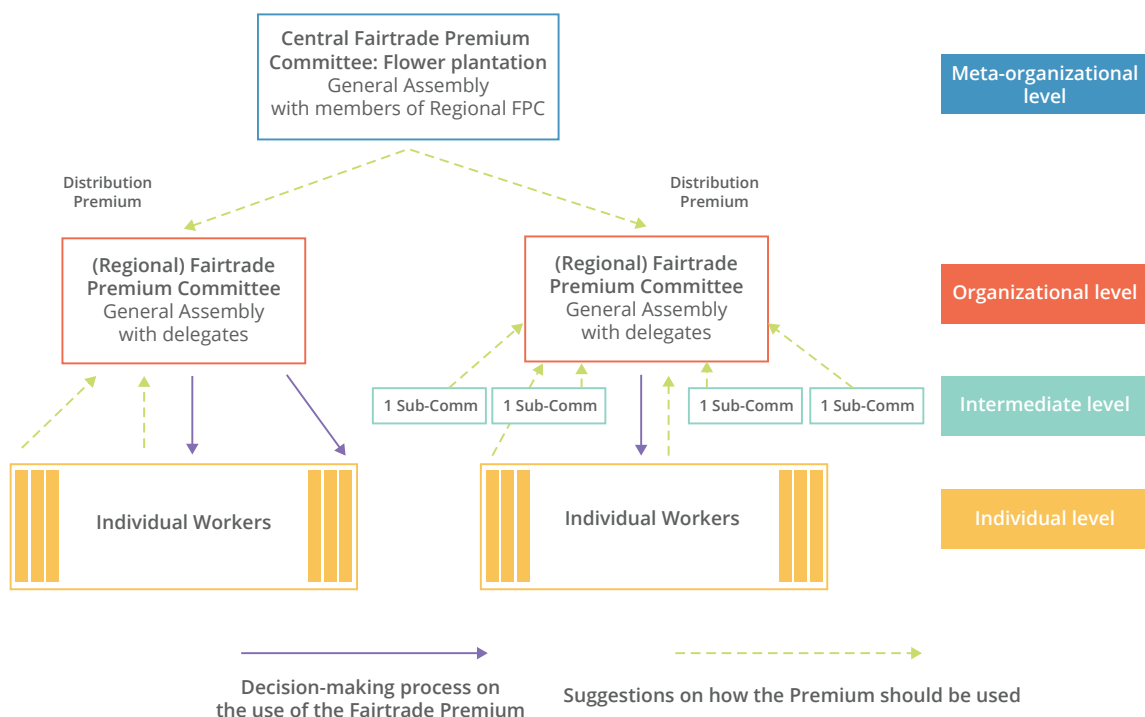 Central Fairtrade Premium
Committee: Flower plantation
General Assembly
with members of Regional FPC
Meta-organizational
level
Distribution
Premium
Distribution
Premium
(Regional) Fairtrade
Premium Committee
General Assembly
with delegates
(Regional) Fairtrade
Premium Committee
General Assembly
with delegates
Organizational level
1 Sub-Comm
1 Sub-Comm
1 Sub-Comm
1 Sub-Comm
Intermediate level
Individual Workers
Individual Workers
Individual level
Decision-making process on
the use of the Fairtrade Premium
Suggestions on how the Premium should be used